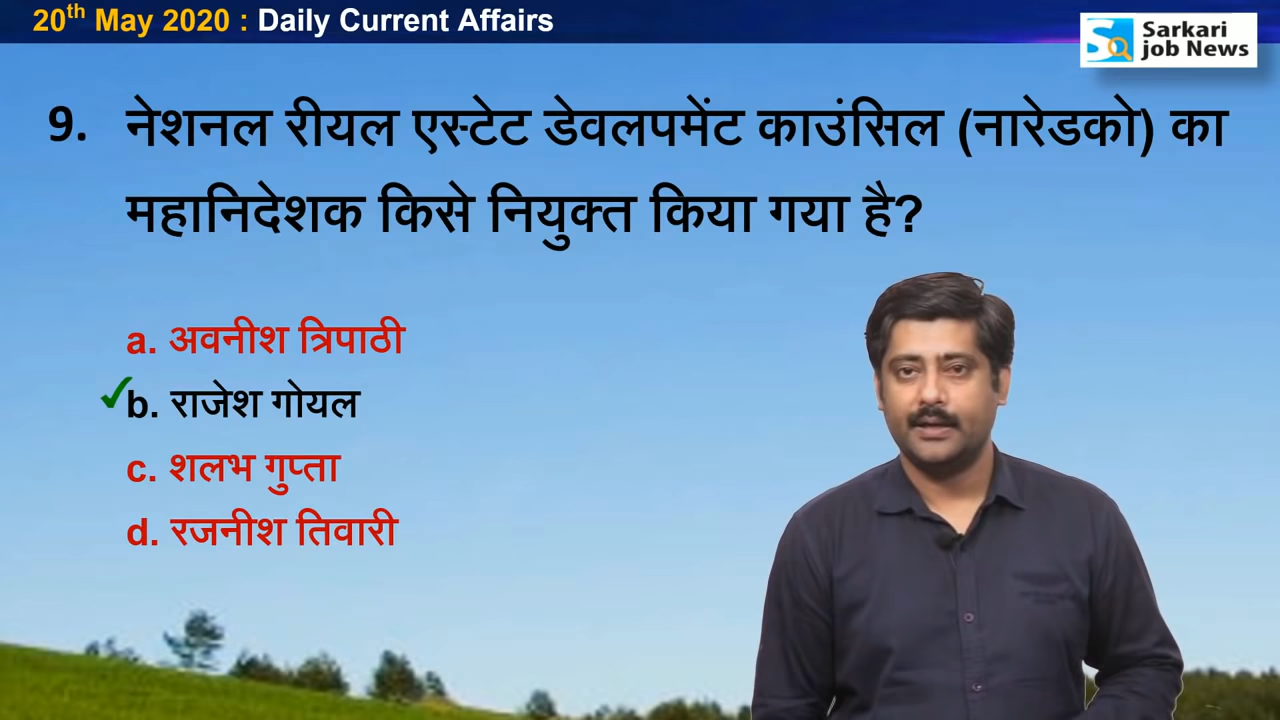 20th May 2020 : Daily Current Affairs
Sarkari
job News
9. नेशनल रीयल एस्टेट डेवलपमेंट काउंसिल (नारेडको) का
महानिदेशक किसे नियुक्त किया गया है?
a. अवनीश त्रिपाठी
b. राजेश गोयल
c. शलभ गुप्ता
d. रजनीश तिवारी